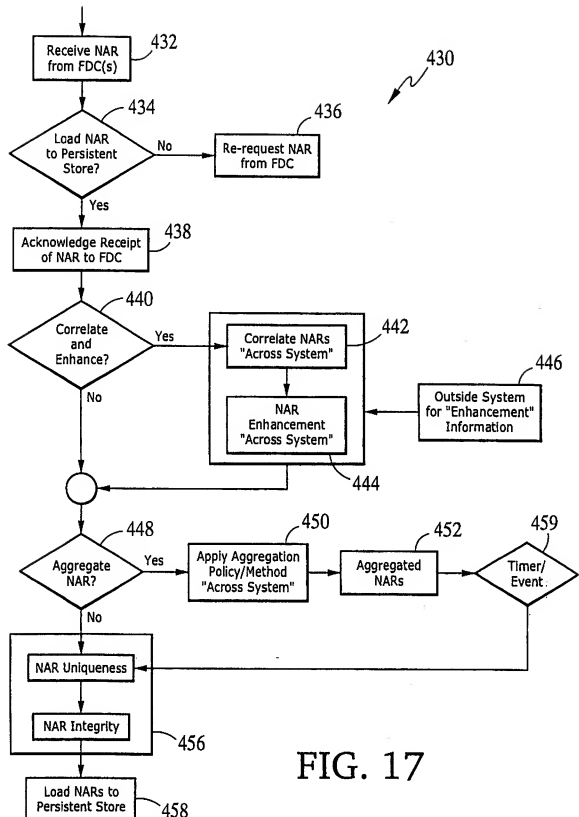 Receive NAR
from FDC(s)
432
430
434
Load NAR
to Persistent
Store?
No
436
Re-request NAR
from FDC
Yes
438
Acknowledge Receipt
of NAR to FDC
440
Correlate
and
Enhance?
Yes
442
Correlate NARs
"Across System"
446
Outside System
for "Enhancement"
Information
No
NAR
Enhancement
"Across System"
444
448
Aggregate
NAR?
Yes
450
Apply Aggregation
Policy/Method
"Across System"
452
Aggregated
NARs
459
Timer/
Event
No
NAR Uniqueness
NAR Integrity
456
FIG. 17
Load NARs to
Persistent Store
458